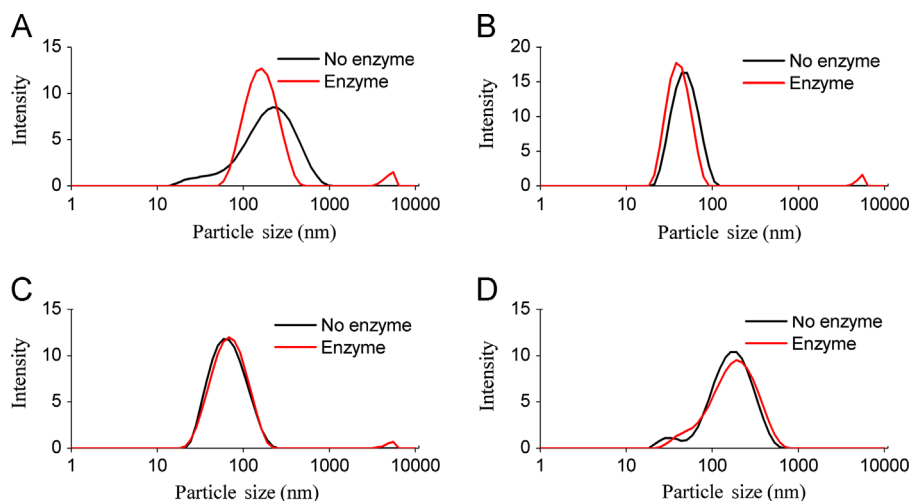 A
15
No enzyme
Enzyme
10
Intensity
5
0
1 10 100 1000 10000
Particle size (nm)
B
20
No enzyme
15
Enzyme
10
Intensity
5
0
1 10 100 1000 10000
Particle size (nm)
C
15
No enzyme
Enzyme
10
Intensity
5
0
1 10 100 1000 10000
Particle size (nm)
D
15
No enzyme
Enzyme
10
Intensity
5
0
1 10 100 1000 10000
Particle size (nm)